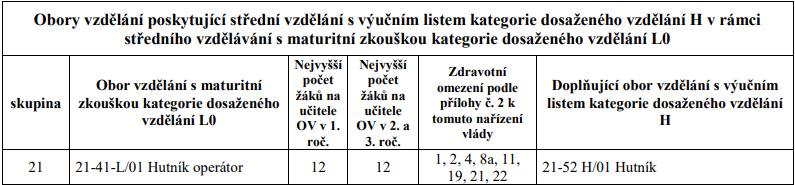 Obory vzdělání poskytující střední vzdělání s výučním listem kategorie dosaženého vzdělání H v rámci
středního vzdělávání s maturitní zkouškou kategorie dosaženého vzdělání L0
skupina
Obor vzdělání s maturitní
zkouškou kategorie dosaženého
vzdělání L0
Nejvyšší
počet
žáků na
učitele
OV v 1.
roč.
Nejvyšší
počet
žáků na
učitele
OV v 2. a
3. roč.
Zdravotní
omezení podle
přílohy č. 2 k
tomuto nařízení
vlády
Doplňující obor vzdělání s výučním
listem kategorie dosaženého vzdělání
H
21
21-41-L/01 Hutník operátor
12
12
1, 2, 4, 8a, 11,
19, 21, 22
21-52 H/01 Hutník